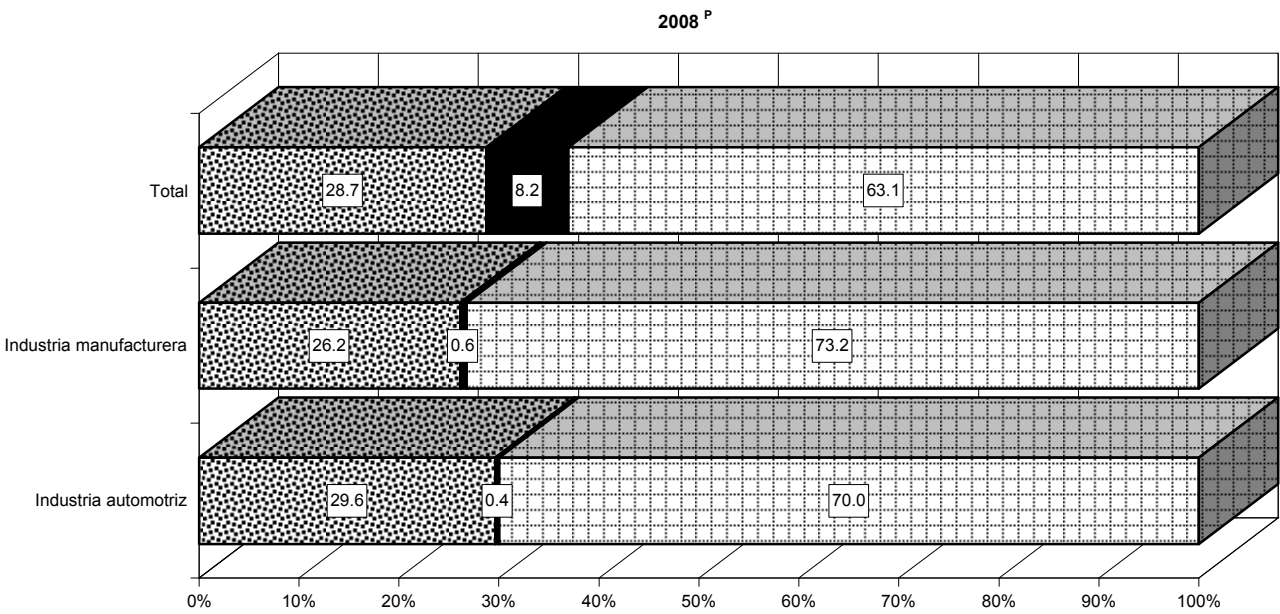 2008 P
Total
28.7
8.2
63.1
Industria manufacturera
26.2
0.6
73.2
Industria automotriz
29.6
0.4
70.0
0% 10% 20% 30% 40% 50% 60% 70% 80% 90% 100%